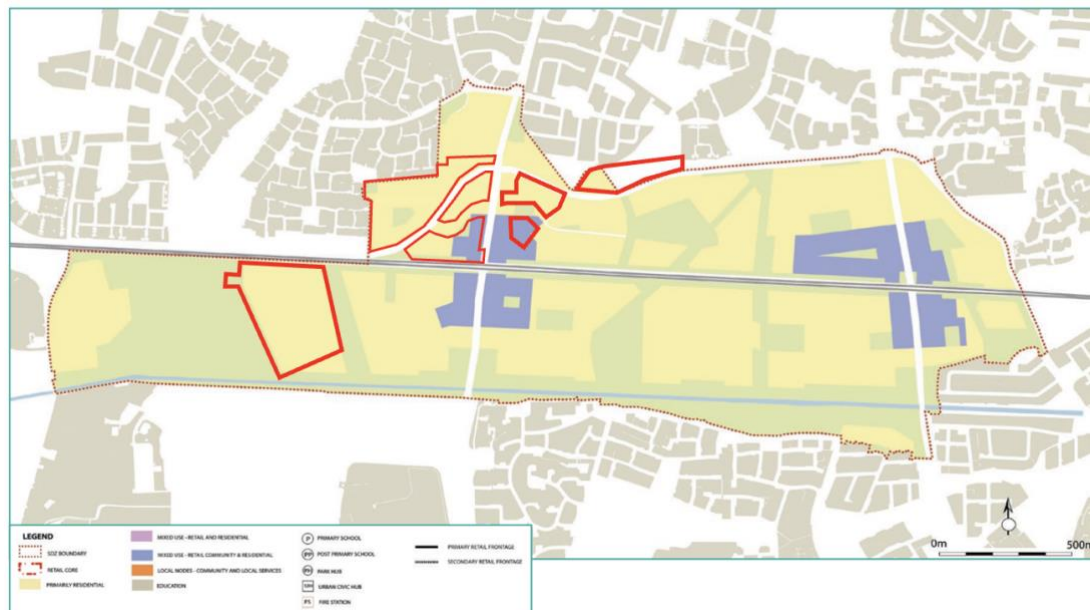 0m 500m
LEGEND
SDZ BOUNDARY
RETAIL CORE
PRIMARILY RESIDENTIAL
MIXED USE - RETAIL AND RESIDENTIAL
MIXED USE - RETAIL COMMUNITY & RESIDENTIAL
LOCAL NODES - COMMUNITY AND LOCAL SERVICES
EDUCATION
P PRIMARY SCHOOL
PP POST PRIMARY SCHOOL
PARK HUB
URBAN CIVIC HUB
FS FIRE STATION
PRIMARY RETAIL FRONTAGE
SECONDARY RETAIL FRONTAGE